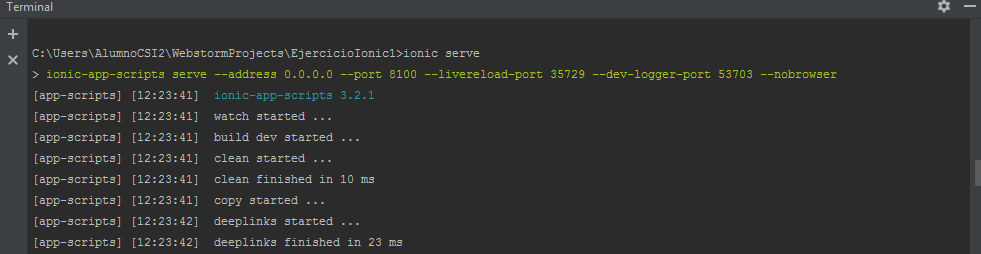 Terminal
C:\Users\AlumnoCSI2\WebstormProjects\EjercicioIonic1>ionic serve
> ionic-app-scripts serve --address 0.0.0.0 --port 8100 --livereload-port 35729 --dev-logger-port 53703 --nobrowser
[app-scripts] [12:23:41]  ionic-app-scripts 3.2.1
[app-scripts] [12:23:41]  watch started ...
[app-scripts] [12:23:41]  build dev started ...
[app-scripts] [12:23:41]  clean started ...
[app-scripts] [12:23:41]  clean finished in 10 ms
[app-scripts] [12:23:41]  copy started ...
[app-scripts] [12:23:42]  deeplinks started ...
[app-scripts] [12:23:42]  deeplinks finished in 23 ms